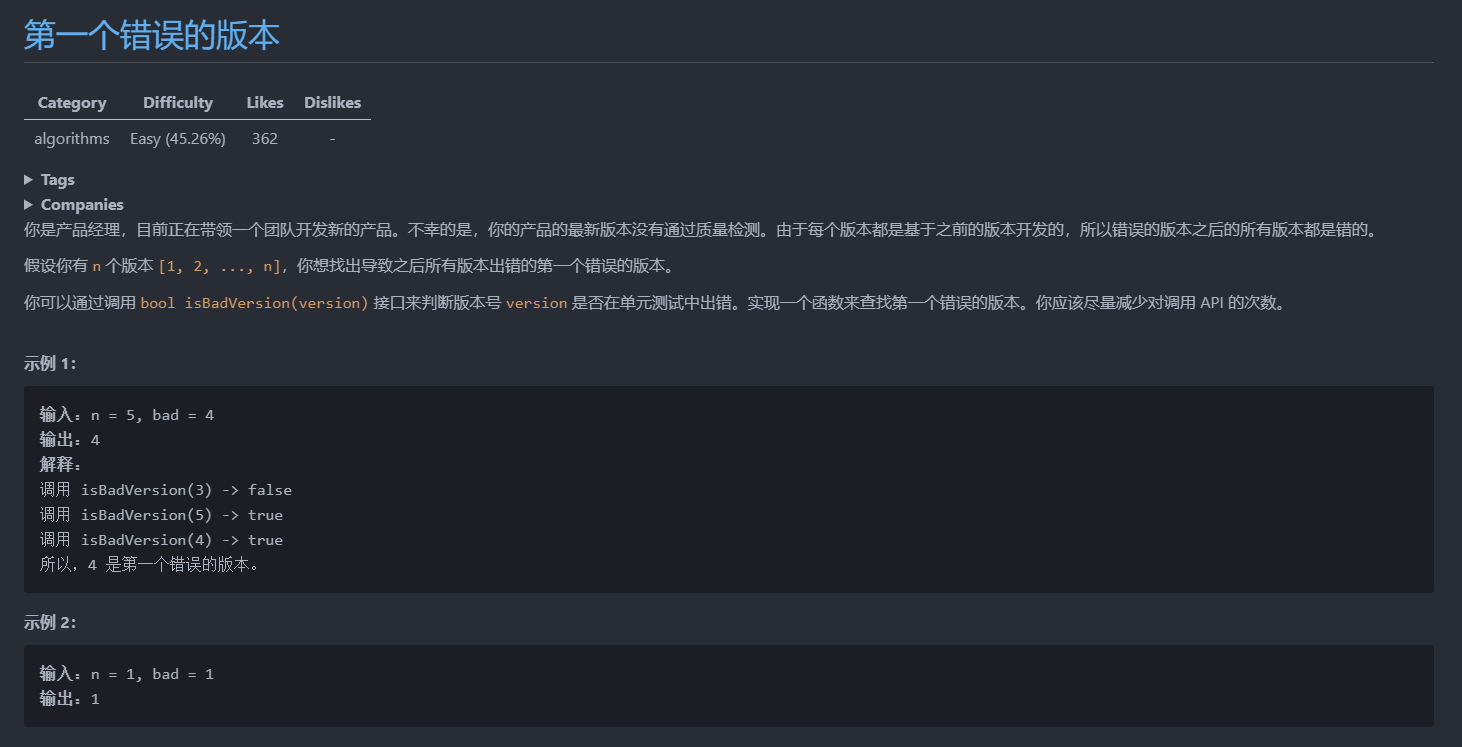 第一个错误的版本
Category Difficulty Likes Dislikes
algorithms Easy (45.26%) 362 -
▶ Tags
▶ Companies
你是产品经理，目前正在带领一个团队开发新的产品。不幸的是，你的产品的最新版本没有通过质量检测。由于每个版本都是基于之前的版本开发的，所以错误的版本之后的所有版本都是错的。
假设你有 n 个版本 [1, 2, ..., n]，你想找出导致之后所有版本出错的第一个错误的版本。
你可以通过调用 bool isBadVersion(version) 接口来判断版本号 version 是否在单元测试中出错。实现一个函数来查找第一个错误的版本。你应该尽量减少对调用 API 的次数。
示例 1：
输入：n = 5, bad = 4
输出：4
解释：
调用 isBadVersion(3) -> false
调用 isBadVersion(5) -> true
调用 isBadVersion(4) -> true
所以，4 是第一个错误的版本。
示例 2：
输入：n = 1, bad = 1
输出：1